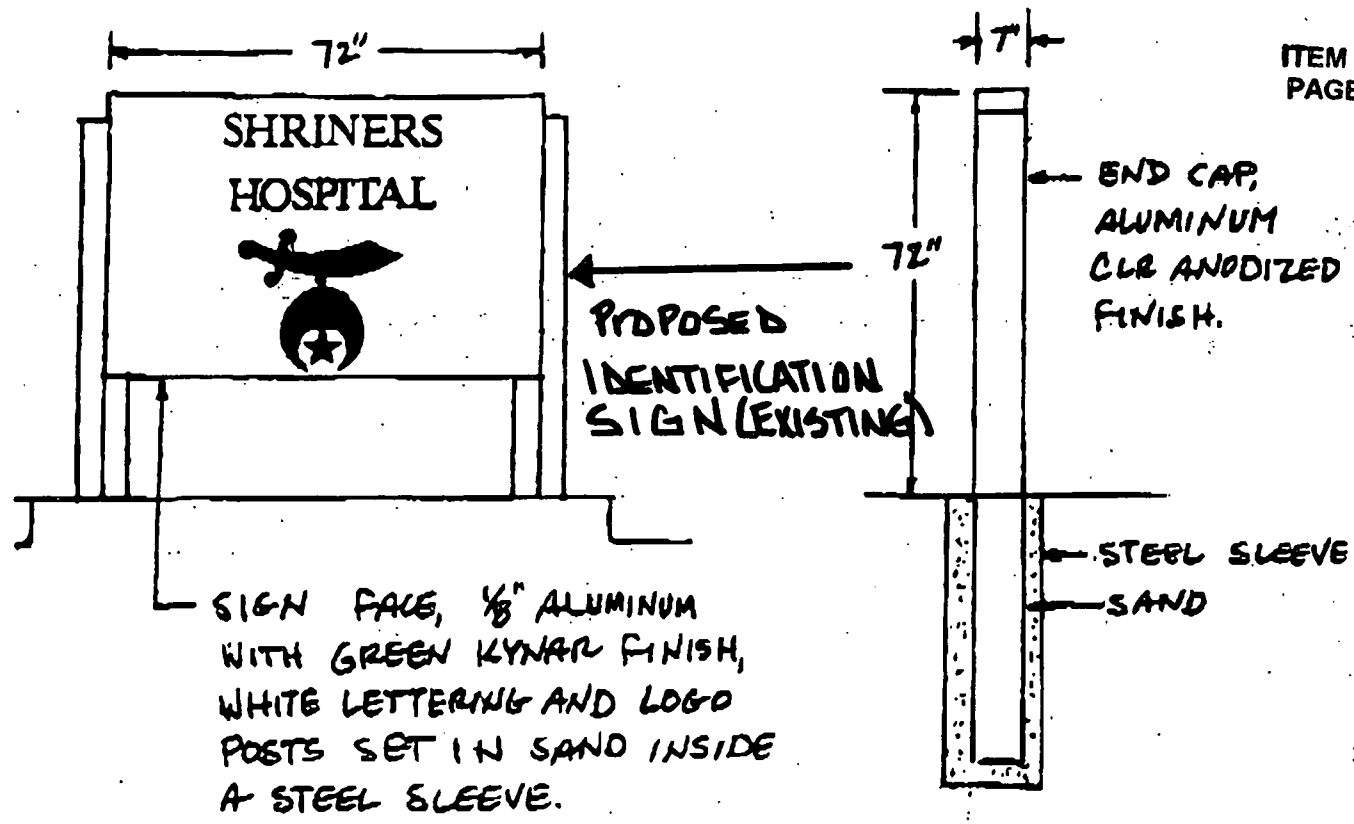 72"
7"
ITEM
PAGE
SHRINERS
HOSPITAL
END CAP,
ALUMINUM
CLR ANODIZED
FINISH.
72"
PROPOSED
IDENTIFICATION
SIGN (EXISTING)
STEEL SLEEVE
SAND
SIGN FACE, 1/8" ALUMINUM
WITH GREEN KYNAR FINISH,
WHITE LETTERING AND LOGO
POSTS SET IN SAND INSIDE
A STEEL SLEEVE.